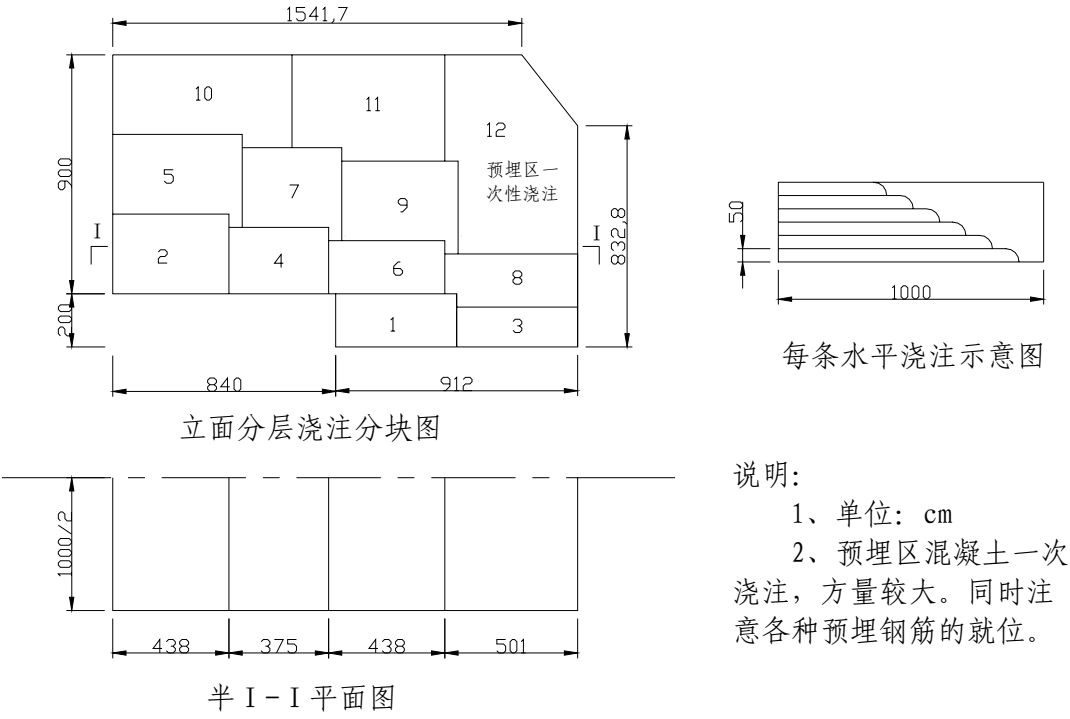 1541,7
10
11
12
预埋区一
次性浇注
5
7
9
900
832,8
I
I
2
4
6
8
200
1
3
840
912
立面分层浇注分块图
50
1000
每条水平浇注示意图
1000/2
438
375
438
501
半I-I平面图
说明:
1、单位: cm
2、预埋区混凝土一次
浇注,方量较大。同时注
意各种预埋钢筋的就位。